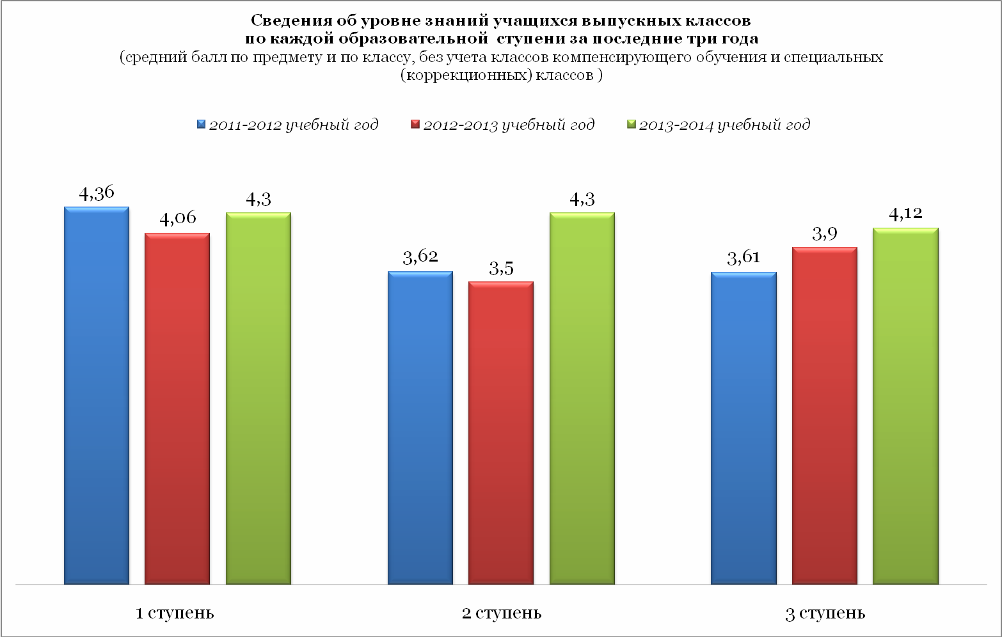 Сведения об уровне знаний учащихся выпускных классов
по каждой образовательной ступени за последние три года
(средний балл по предмету и по классу, без учета классов компенсирующего обучения и специальных
(коррекционных) классов )
2011-2012 учебный год 2012-2013 учебный год 2013-2014 учебный год
4,36 4,06 4,3 3,62 3,5 4,3 3,61 3,9 4,12
1 ступень 2 ступень 3 ступень